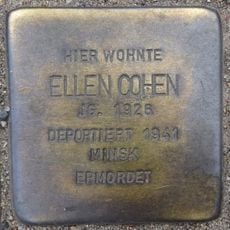 HIER WOHNTE
ELLEN COHEN
JG. 1926
DEPORTIERT 1941
MINSK
ERMORDET